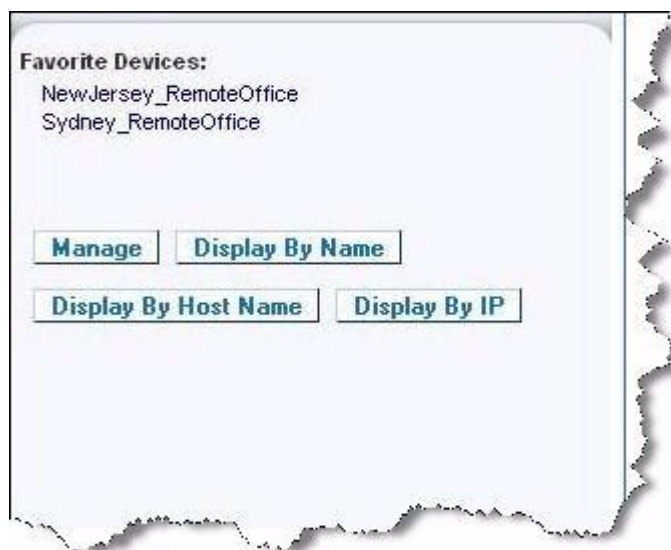 Favorite Devices:
NewJersey_RemoteOffice
Sydney_RemoteOffice
Manage Display By Name
Display By Host Name Display By IP